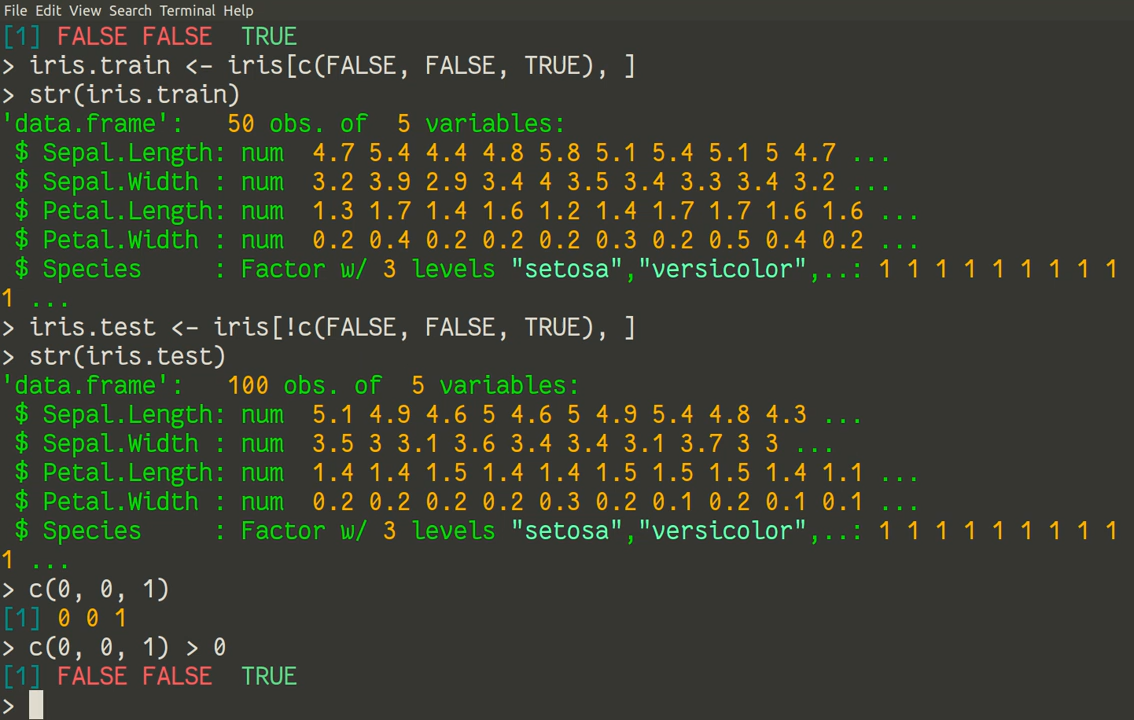 File Edit View Search Terminal Help
[1] FALSE FALSE  TRUE
> iris.train <- iris[c(FALSE, FALSE, TRUE), ]
> str(iris.train)
'data.frame':   50 obs. of  5 variables:
 $ Sepal.Length: num  4.7 5.4 4.4 4.8 5.8 5.1 5.4 5.1 5 4.7 ...
 $ Sepal.Width : num  3.2 3.9 2.9 3.4 4 3.5 3.4 3.3 3.4 3.2 ...
 $ Petal.Length: num  1.3 1.7 1.4 1.6 1.2 1.4 1.7 1.7 1.6 1.6 ...
 $ Petal.Width : num  0.2 0.4 0.2 0.2 0.2 0.3 0.2 0.5 0.4 0.2 ...
 $ Species     : Factor w/ 3 levels "setosa","versicolor",..: 1 1 1 1 1 1 1 1 1
1 ...
> iris.test <- iris[!c(FALSE, FALSE, TRUE), ]
> str(iris.test)
'data.frame':   100 obs. of  5 variables:
 $ Sepal.Length: num  5.1 4.9 4.6 5 4.6 5 4.9 5.4 4.8 4.3 ...
 $ Sepal.Width : num  3.5 3 3.1 3.6 3.4 3.4 3.1 3.7 3 3 ...
 $ Petal.Length: num  1.4 1.4 1.5 1.4 1.4 1.5 1.5 1.5 1.4 1.1 ...
 $ Petal.Width : num  0.2 0.2 0.2 0.2 0.3 0.2 0.1 0.2 0.1 0.1 ...
 $ Species     : Factor w/ 3 levels "setosa","versicolor",..: 1 1 1 1 1 1 1 1 1
1 ...
> c(0, 0, 1)
[1] 0 0 1
> c(0, 0, 1) > 0
[1] FALSE FALSE  TRUE
>